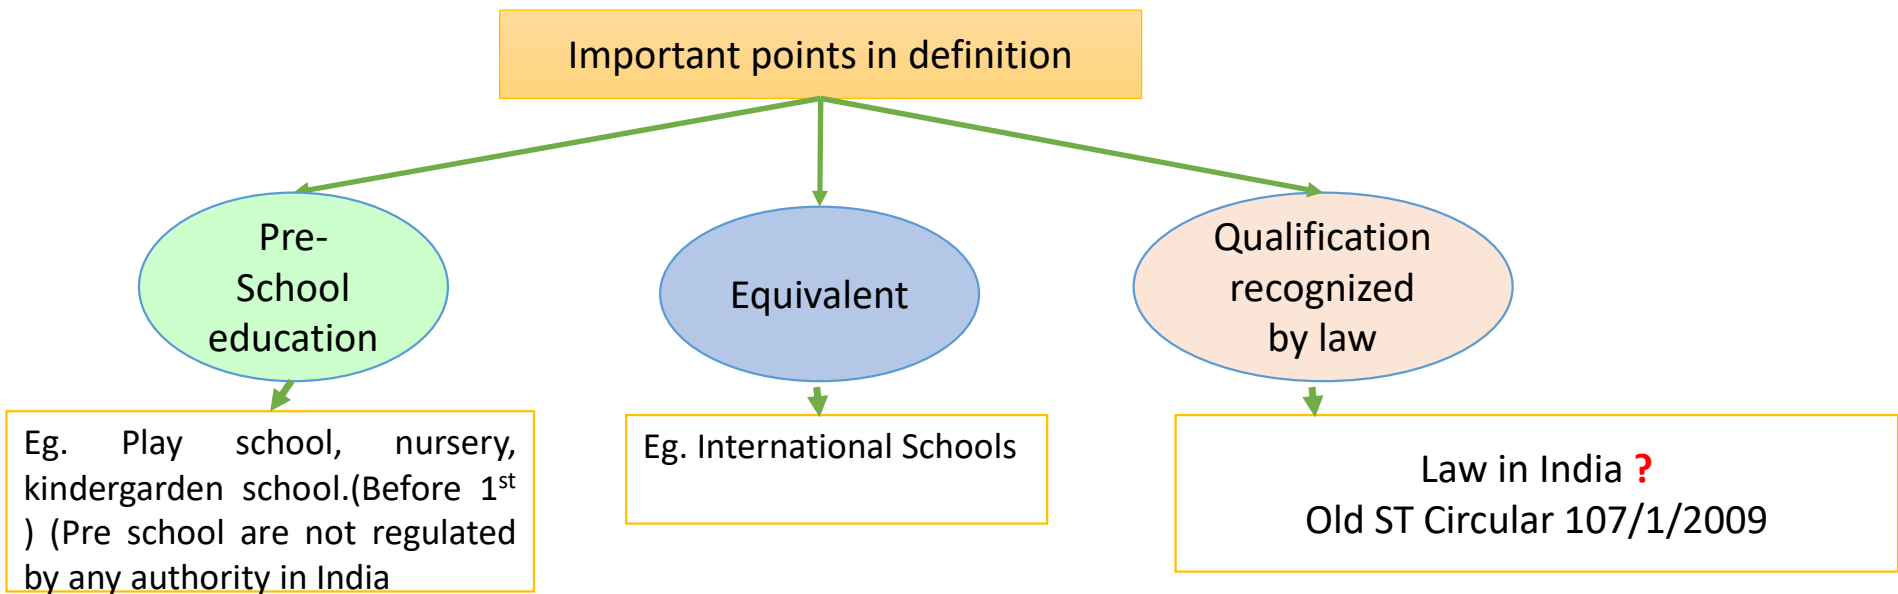 Important points in definition
Pre-
School
education
Equivalent
Qualification
recognized
by law
Eg. Play school, nursery,
kindergarden school.(Before 1st
) (Pre school are not regulated
by any authority in India
Eg. International Schools
Law in India ?
Old ST Circular 107/1/2009